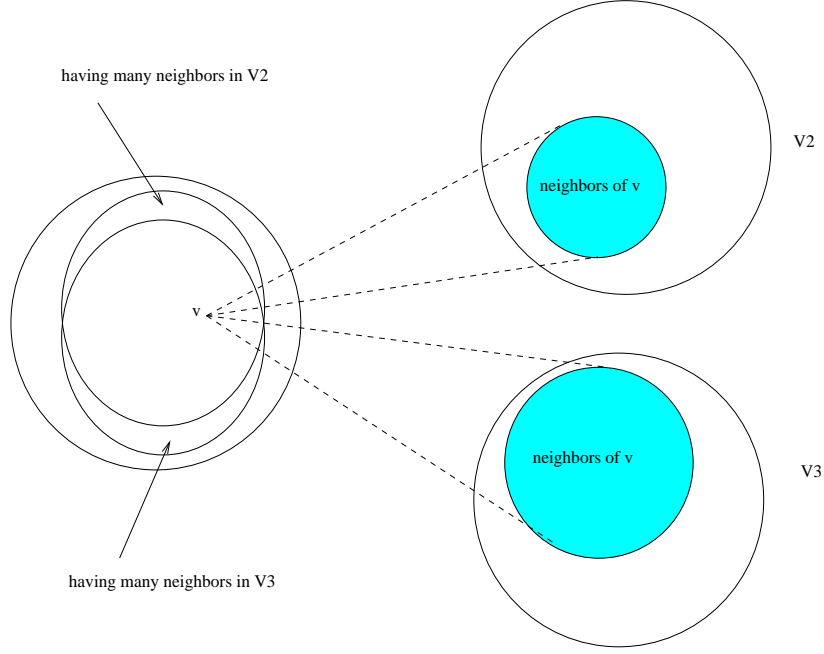 having many neighbors in V2
V2
neighbors of v
v
neighbors of v
V3
having many neighbors in V3